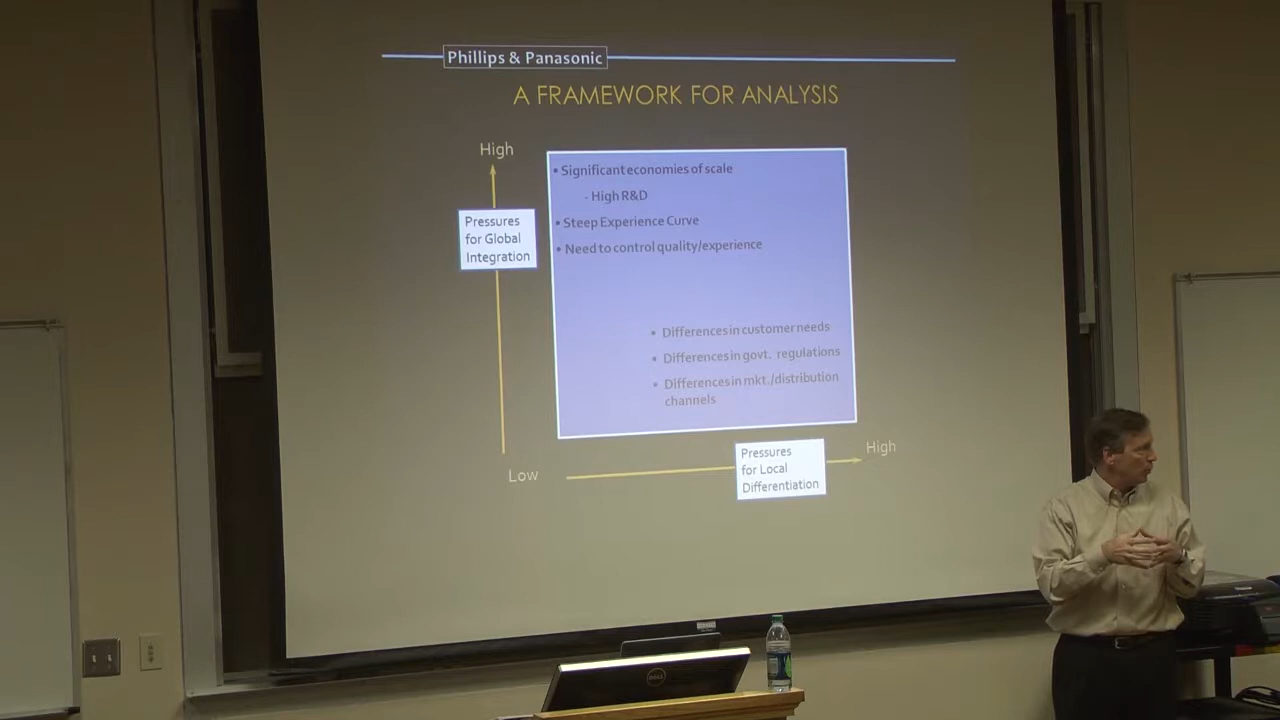 Phillips & Panasonic
A FRAMEWORK FOR ANALYSIS
High
• Significant economies of scale
- High R&D
Pressures
for Global
Integration
• Steep Experience Curve
• Need to control quality/experience
• Differences in customer needs
• Differences in govt. regulations
• Differences in mkt./distribution
channels
Low
Pressures
for Local
Differentiation
High
DELL